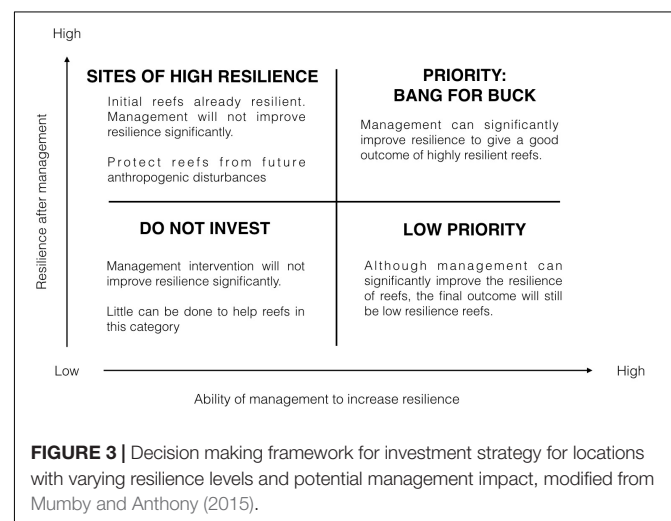 High
SITES OF HIGH RESILIENCE
Initial reefs already resilient.
Management will not improve
resilience significantly.
Protect reefs from future
anthropogenic disturbances
PRIORITY:
BANG FOR BUCK
Management can significantly
improve resilience to give a good
outcome of highly resilient reefs.
Resilience after management
DO NOT INVEST
Management intervention will not
improve resilience significantly.
Little can be done to help reefs in
this category
LOW PRIORITY
Although management can
significantly improve the resilience
of reefs, the final outcome will still
be low resilience reefs.
Low
High
Ability of management to increase resilience
FIGURE 3 | Decision making framework for investment strategy for locations
with varying resilience levels and potential management impact, modified from
Mumby and Anthony (2015).